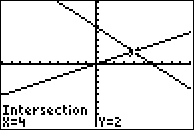 Intersection
X=4 Y=2